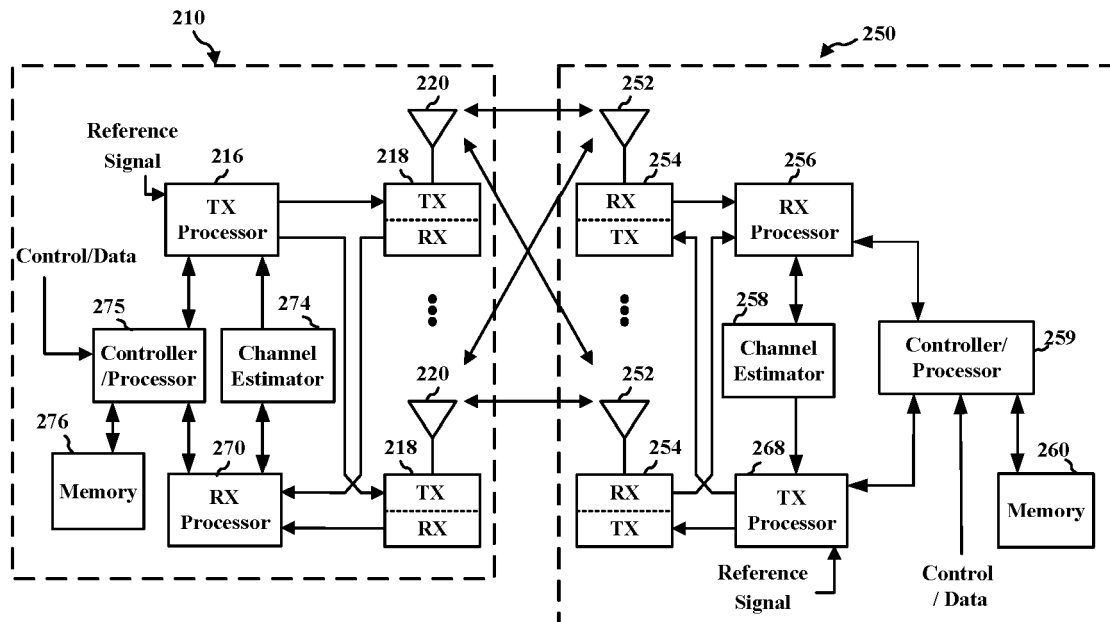 210
250
220
252
Reference
Signal
216
218
254
256
TX
Processor
TX
RX
RX
TX
RX
Processor
Control/Data
275
274
258
Controller
/Processor
Channel
Estimator
Channel
Estimator
Controller/
Processor
259
220
252
276
270
218
254
268
260
Memory
RX
Processor
TX
RX
RX
TX
TX
Processor
Memory
Reference
Signal
Control
/ Data